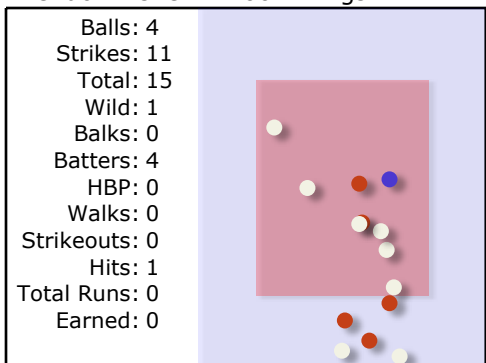 Balls: 4
Strikes: 11
Total: 15
Wild: 1
Balks: 0
Batters: 4
HBP: 0
Walks: 0
Strikeouts: 0
Hits: 1
Total Runs: 0
Earned: 0